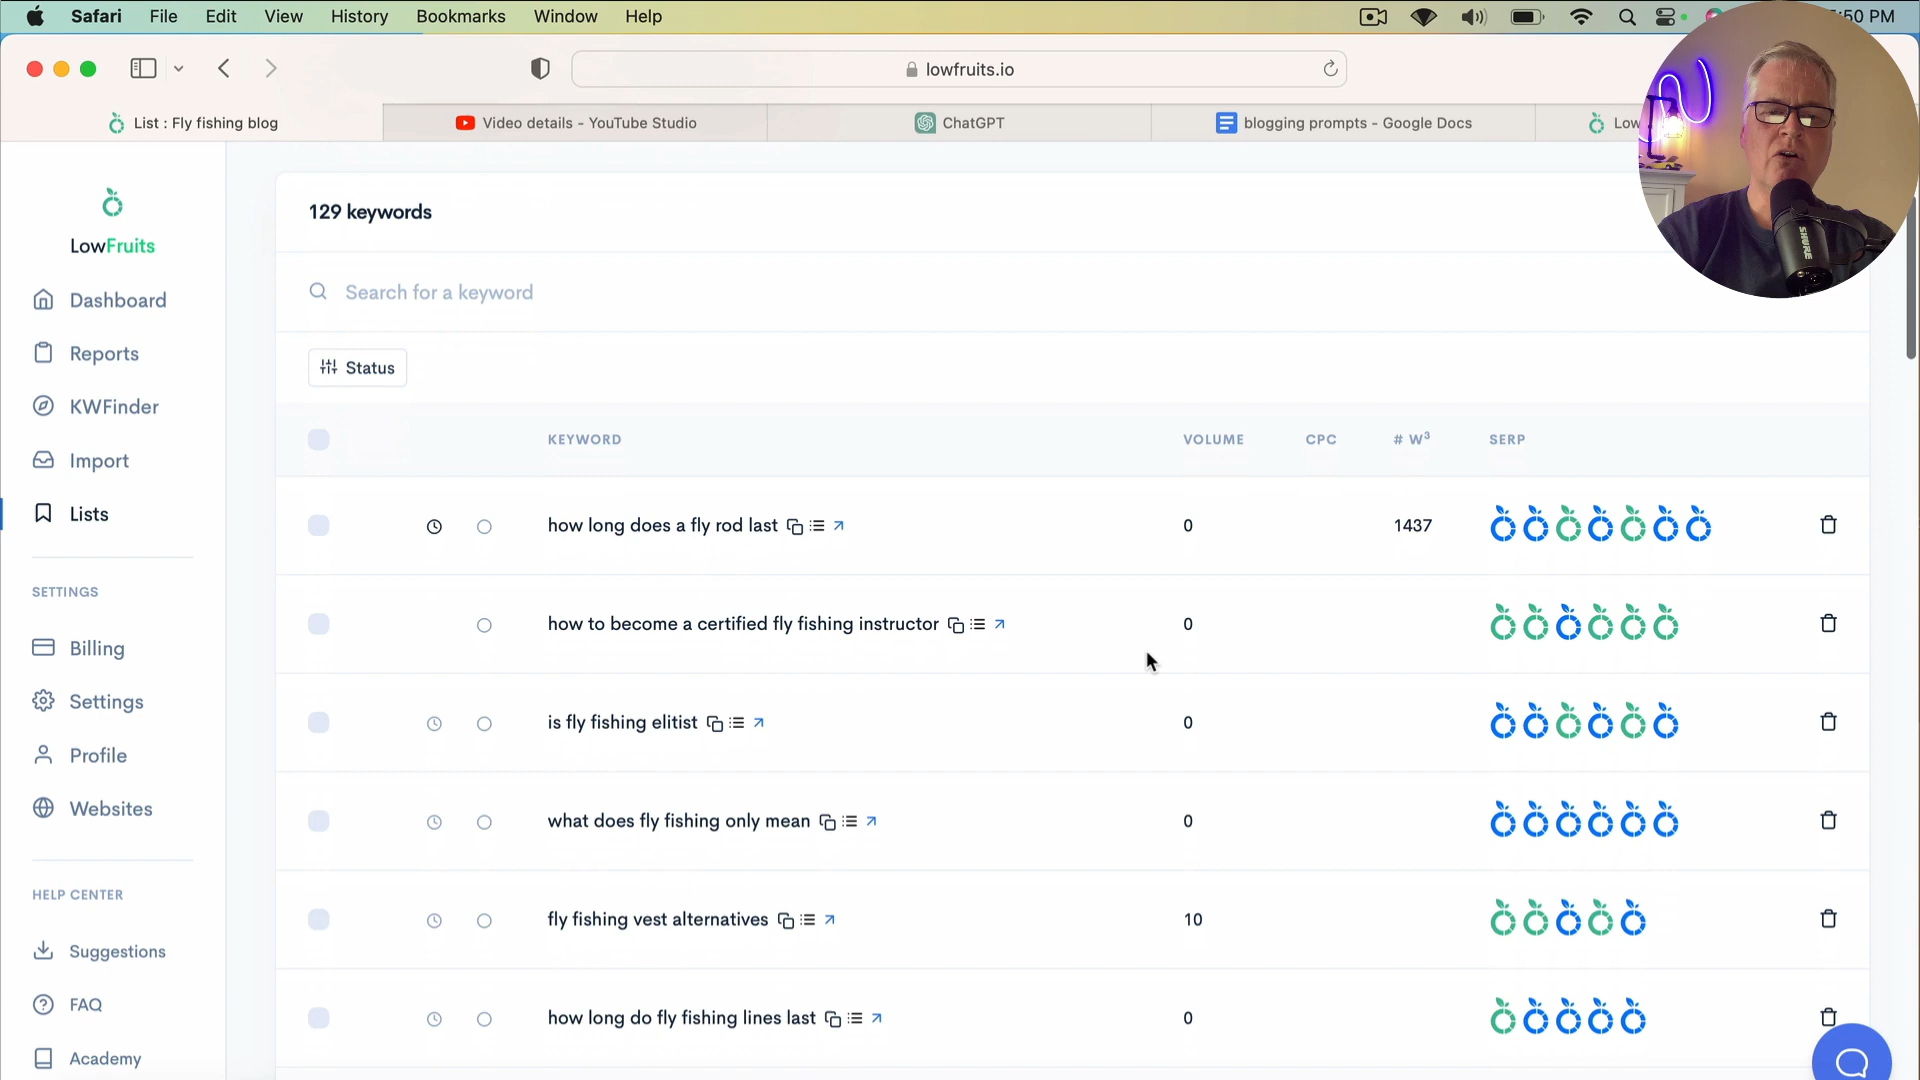 Safari File Edit View History Bookmarks Window Help :50 PM
lowfruits.io
List : Fly fishing blog Video details - YouTube Studio ChatGPT blogging prompts - Google Docs
LowFruits
Dashboard
Reports
KWFinder
Import
Lists
SETTINGS
Billing
Settings
Profile
Websites
HELP CENTER
Suggestions
FAQ
Academy
129 keywords
Search for a keyword
Status
KEYWORD VOLUME CPC # W³ SERP
how long does a fly rod last 0 1437
how to become a certified fly fishing instructor 0
is fly fishing elitist 0
what does fly fishing only mean 0
fly fishing vest alternatives 10
how long do fly fishing lines last 0
SHURE